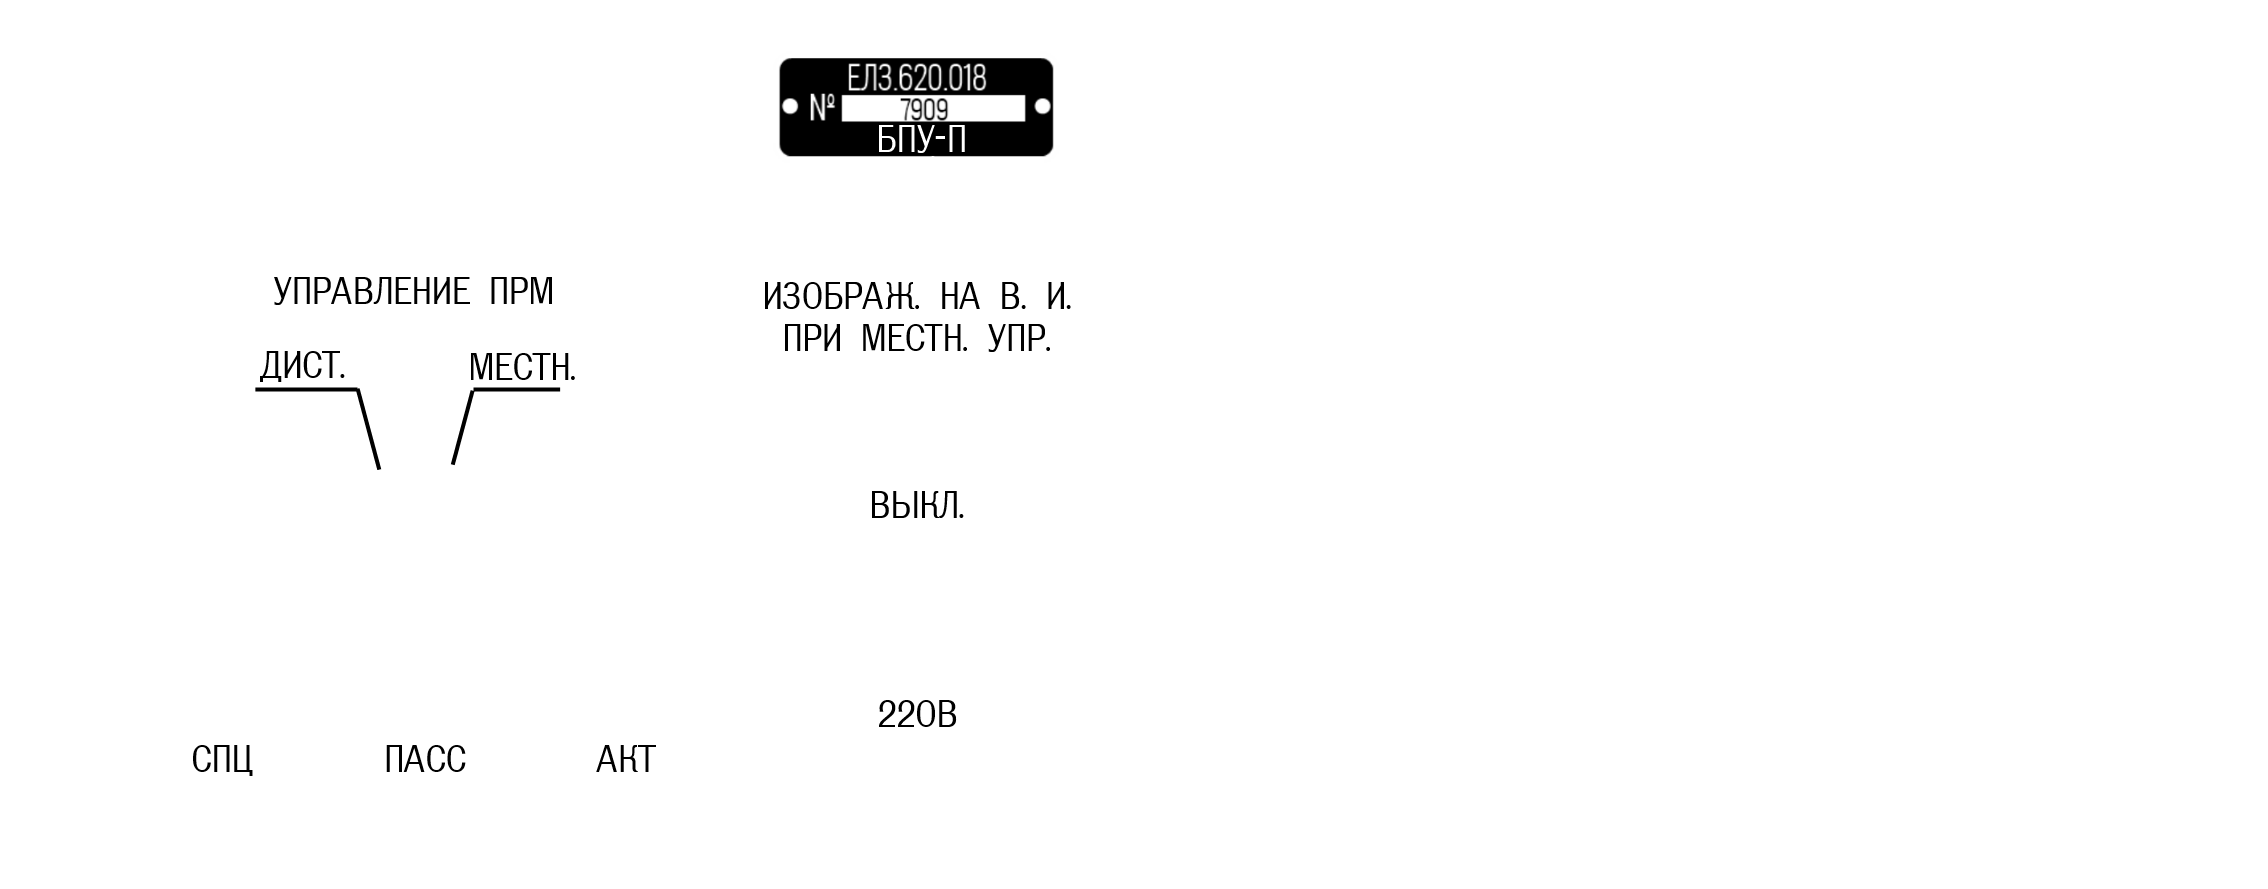 ЕЛ3.620.018
№ 7909
БПУ-П
УПРАВЛЕНИЕ ПРМ
ДИСТ. МЕСТН.
ИЗОБРАЖ. НА В. И.
ПРИ МЕСТН. УПР.
ВЫКЛ.
220В
СПЦ ПАСС АКТ